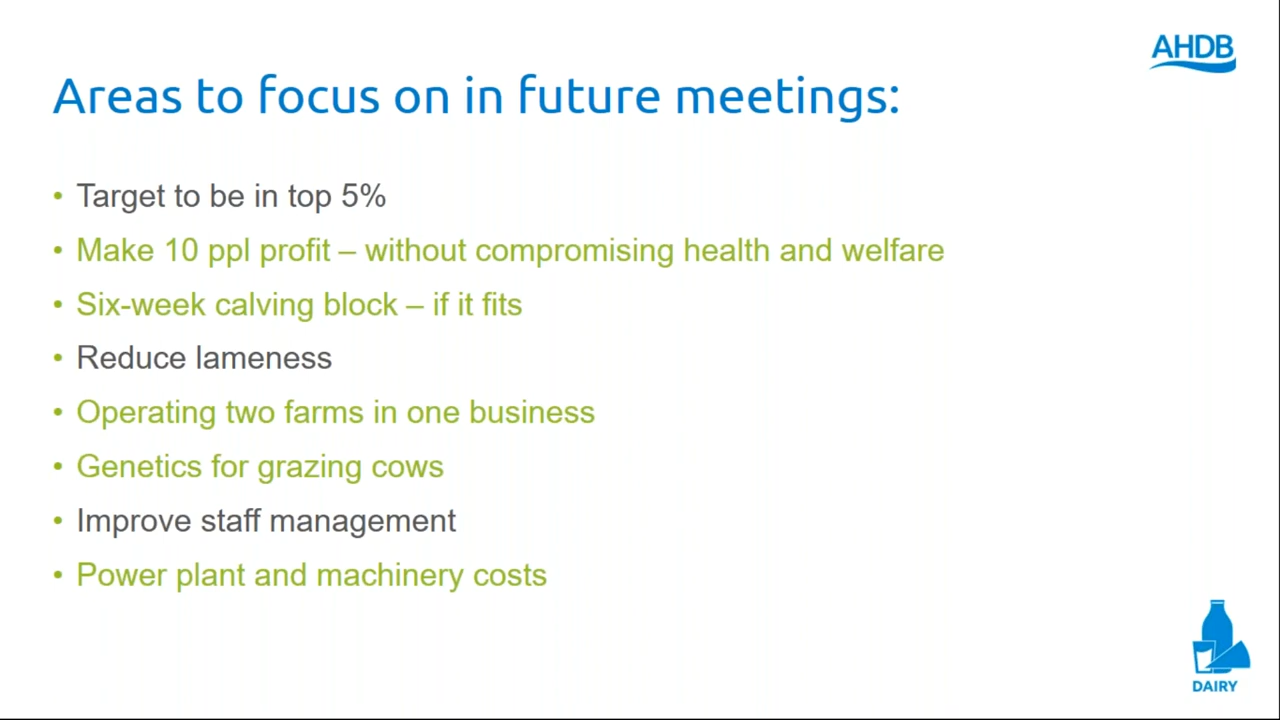 AHDB
Areas to focus on in future meetings:
• Target to be in top 5%
• Make 10 ppl profit – without compromising health and welfare
• Six-week calving block – if it fits
• Reduce lameness
• Operating two farms in one business
• Genetics for grazing cows
• Improve staff management
• Power plant and machinery costs
DAIRY